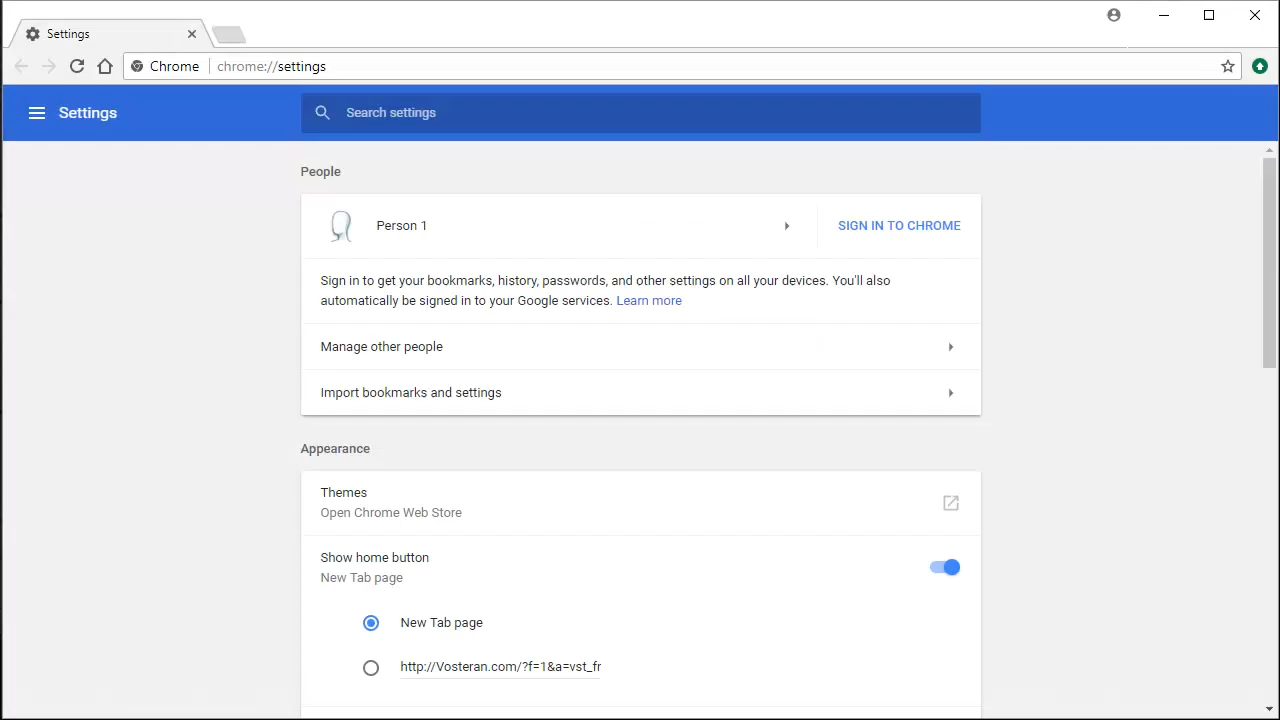 Settings
Chrome chrome://settings
Settings
Search settings
People
Person 1
SIGN IN TO CHROME
Sign in to get your bookmarks, history, passwords, and other settings on all your devices. You'll also
automatically be signed in to your Google services. Learn more
Manage other people
Import bookmarks and settings
Appearance
Themes
Open Chrome Web Store
Show home button
New Tab page
New Tab page
http://Vosteran.com/?f=1&a=vst_fr